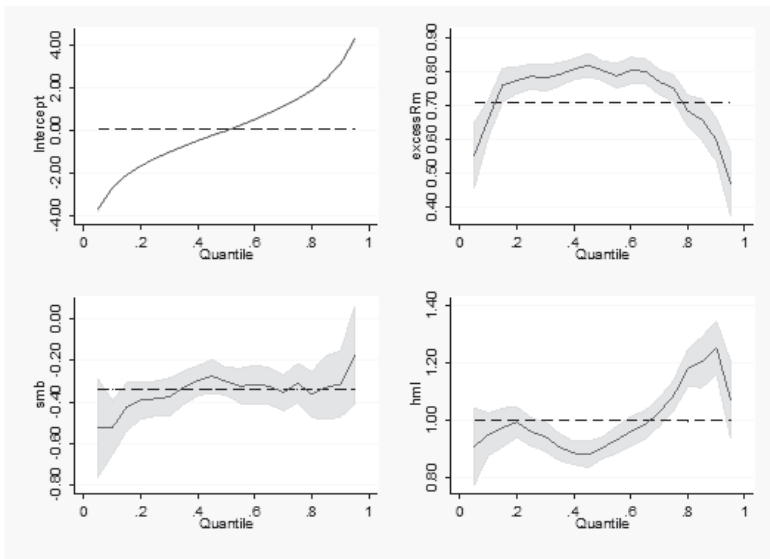 Intercept
-4.00 -2.00 0.00 2.00 4.00
0 .2 .4 .6 .8 1
Quantile
excessRm
0.40 0.50 0.60 0.70 0.80 0.90
0 .2 .4 .6 .8 1
Quantile
smb
-0.80 -0.60 -0.40 -0.20 0.00
0 .2 .4 .6 .8 1
Quantile
hml
0.80 1.00 1.20 1.40
0 .2 .4 .6 .8 1
Quantile